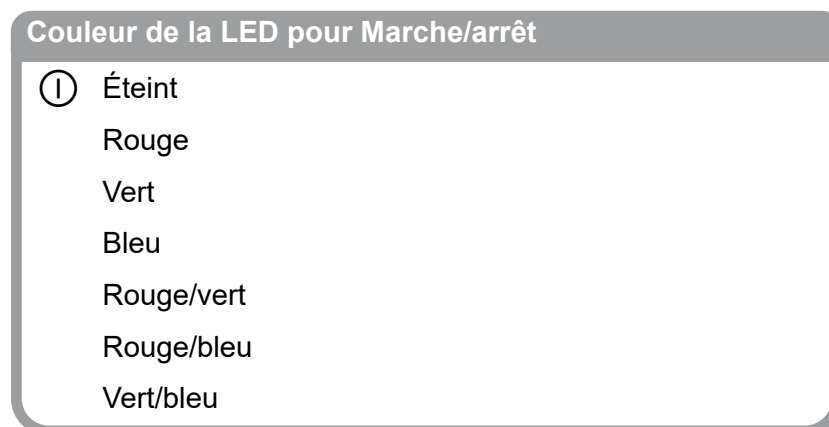 Couleur de la LED pour Marche/arrêt
Éteint
Rouge
Vert
Bleu
Rouge/vert
Rouge/bleu
Vert/bleu